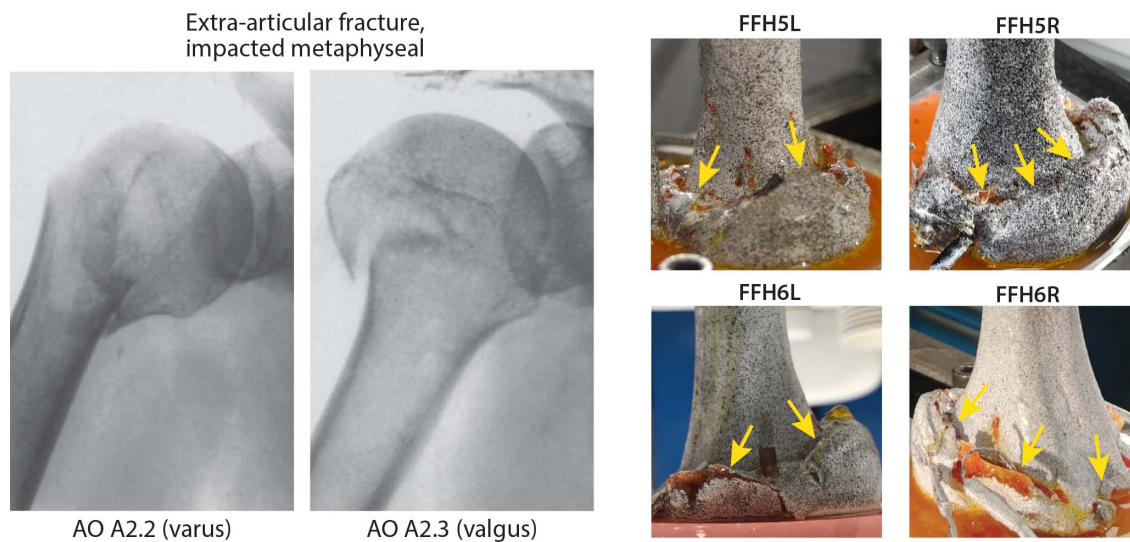 Extra-articular fracture,
impacted metaphyseal
AO A2.2 (varus)
AO A2.3 (valgus)
FFH5L
FFH5R
FFH6L
FFH6R